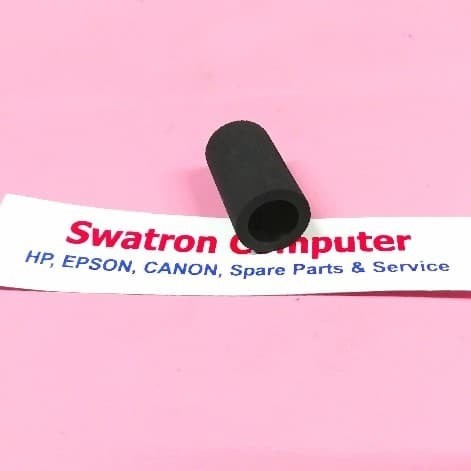 Swatron Computer
HP, EPSON, CANON, Spare Parts & Service